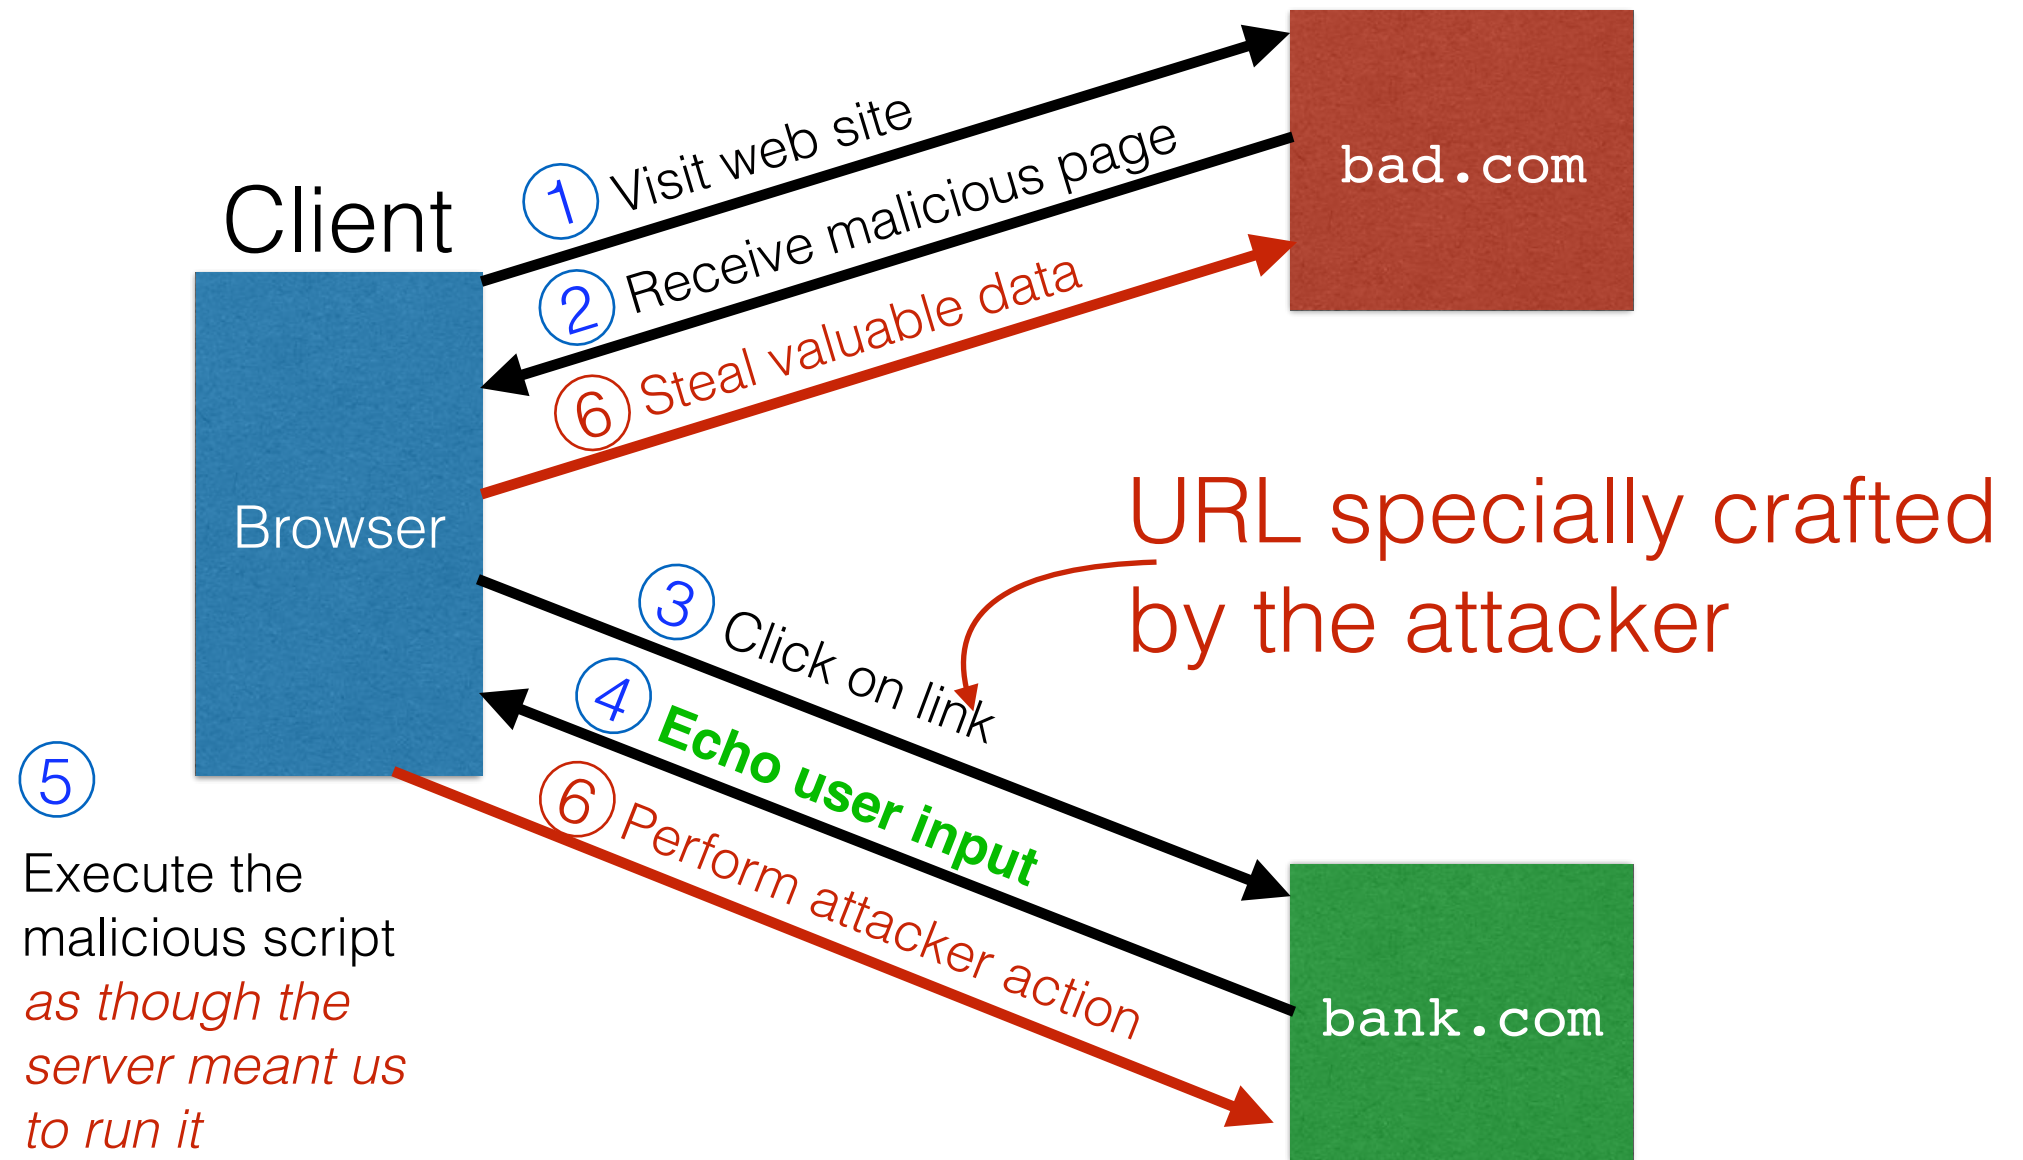 bad.com
① Visit web site
② Receive malicious page
Client
⑥ Steal valuable data
Browser
URL specially crafted
by the attacker
③ Click on link
④ Echo user input
⑥ Perform attacker action
⑤
Execute the
malicious script
as though the
server meant us
to run it
bank.com